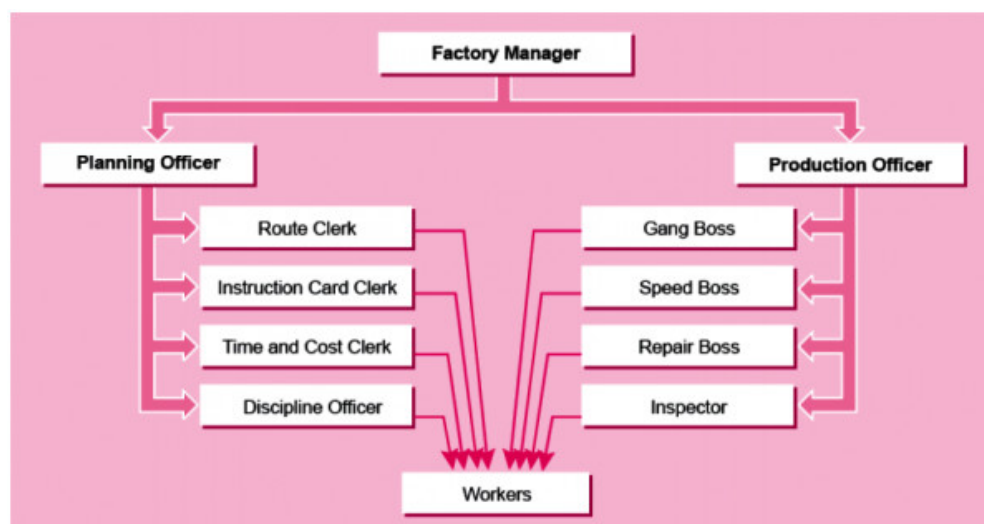 Factory Manager
Planning Officer
Production Officer
Route Clerk
Gang Boss
Instruction Card Clerk
Speed Boss
Time and Cost Clerk
Repair Boss
Discipline Officer
Inspector
Workers